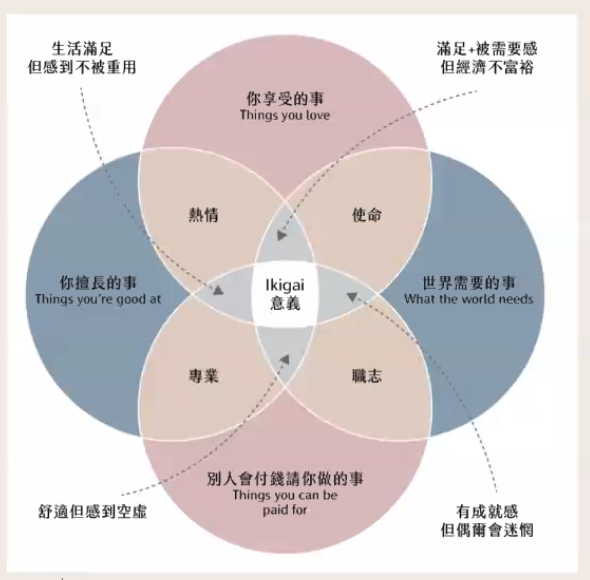 生活滿足
但感到不被重用
滿足+被需要感
但經濟不富裕
你享受的事
Things you love
熱情
使命
你擅長的事
Things you're good at
Ikigai
意義
世界需要的事
What the world needs
專業
職志
別人會付錢請你做的事
Things you can be
paid for
舒適但感到空虛
有成就感
但偶爾會迷惘